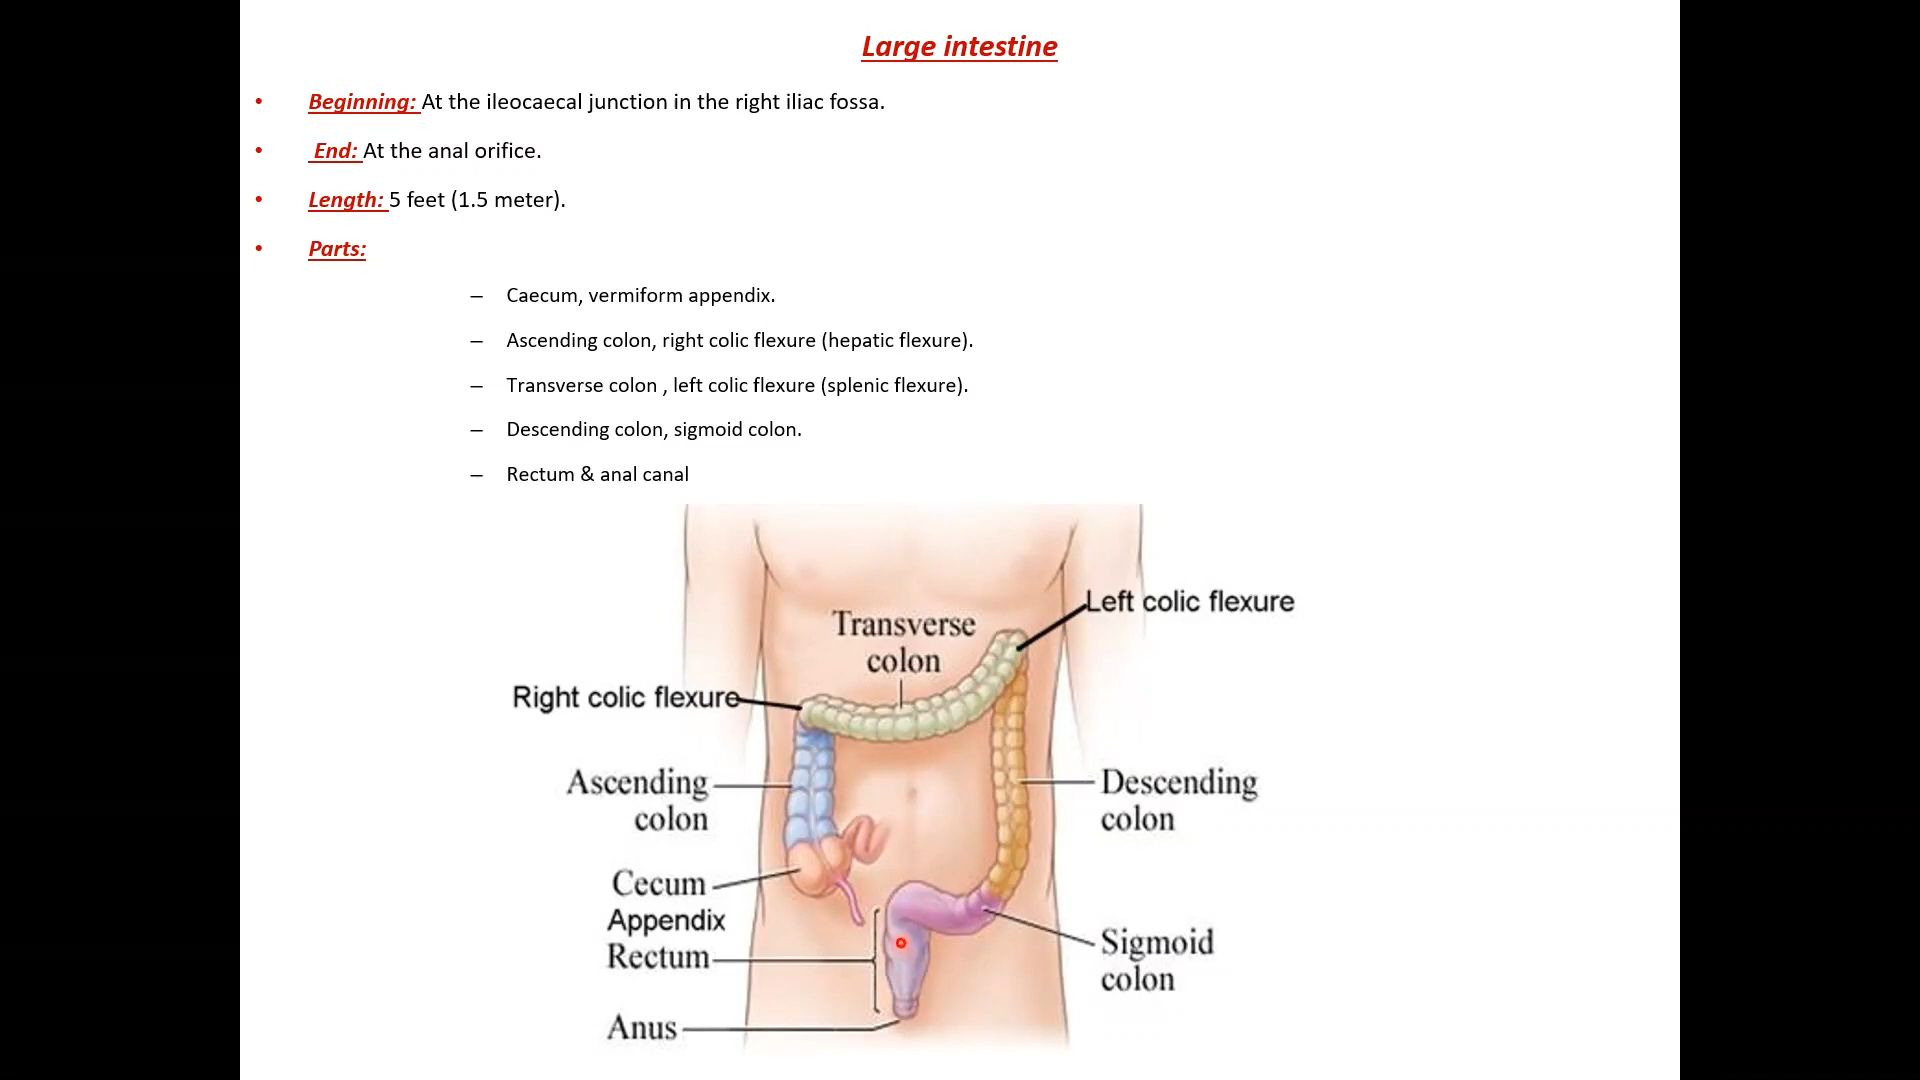 Large intestine
• Beginning: At the ileocaecal junction in the right iliac fossa.
• End: At the anal orifice.
• Length: 5 feet (1.5 meter).
• Parts:
– Caecum, vermiform appendix.
– Ascending colon, right colic flexure (hepatic flexure).
– Transverse colon , left colic flexure (splenic flexure).
– Descending colon, sigmoid colon.
– Rectum & anal canal
Left colic flexure
Transverse
colon
Right colic flexure
Ascending
colon
Descending
colon
Cecum
Appendix
Rectum
Sigmoid
colon
Anus